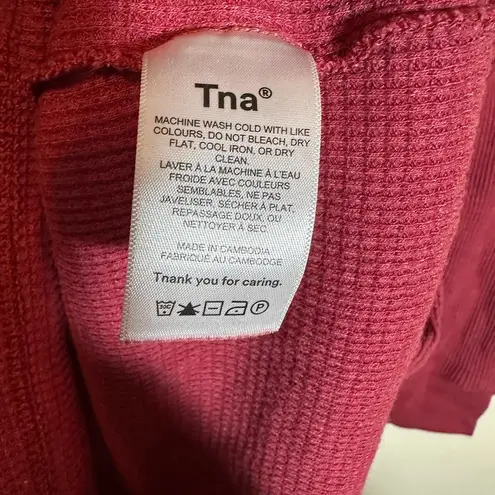 Tna®
MACHINE WASH COLD WITH LIKE
COLOURS, DO NOT BLEACH, DRY
FLAT, COOL IRON, OR DRY
CLEAN.
LAVER À LA MACHINE À L'EAU
FROIDE AVEC COULEURS
SEMBLABLES, NE PAS
JAVELISER, SÉCHER À PLAT,
REPASSAGE DOUX, OU
NETTOYER À SEC.
MADE IN CAMBODIA
FABRIQUÉ AU CAMBODGE
Tnank you for caring.
30C P